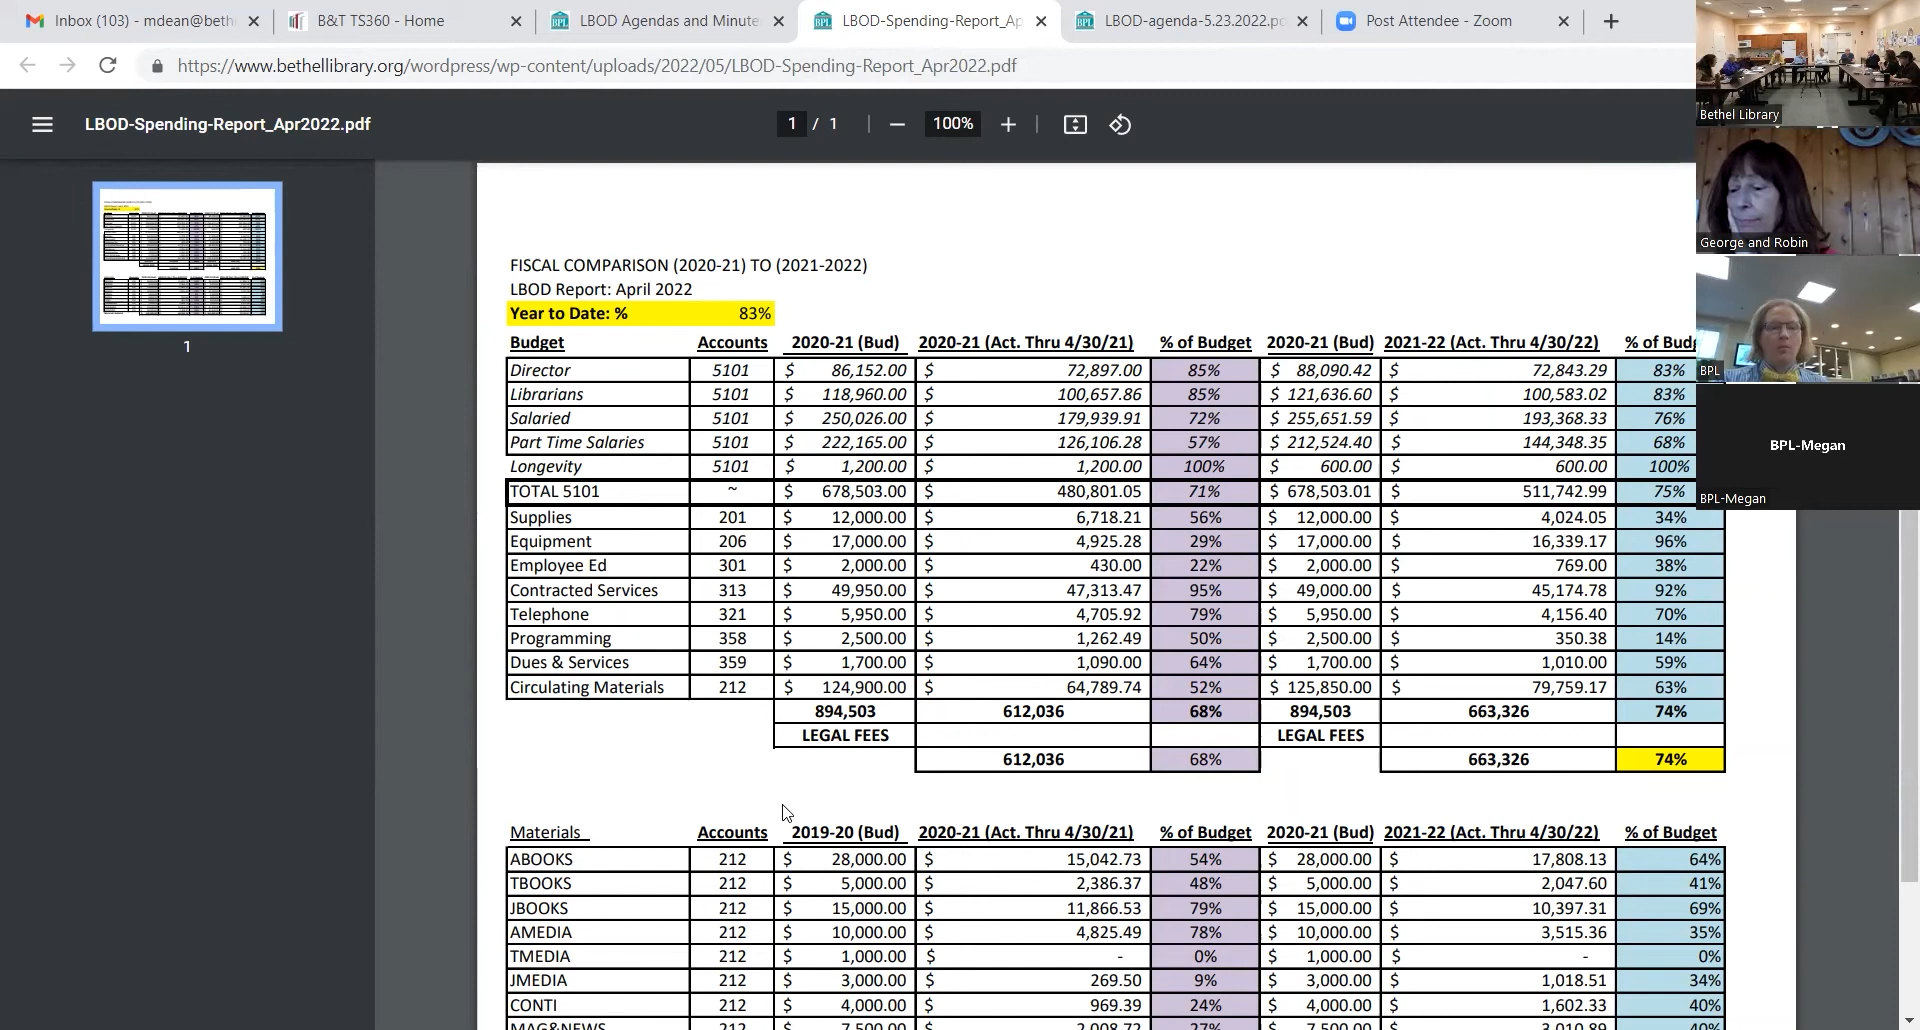 Inbox (103) - mdean@beth
B&T TS360 - Home
LBOD Agendas and Minute
LBOD-Spending-Report_Ap
LBOD-agenda-5.23.2022.po
Post Attendee - Zoom
https://www.bethellibrary.org/wordpress/wp-content/uploads/2022/05/LBOD-Spending-Report_Apr2022.pdf
LBOD-Spending-Report_Apr2022.pdf
1 / 1
100%
1
Bethel Library
George and Robin
BPL
BPL-Megan
BPL-Megan
FISCAL COMPARISON (2020-21) TO (2021-2022)
LBOD Report: April 2022
Year to Date: % 83%
Budget Accounts 2020-21 (Bud) 2020-21 (Act. Thru 4/30/21) % of Budget 2020-21 (Bud) 2021-22 (Act. Thru 4/30/22) % of Budg
Director 5101 $ 86,152.00 $ 72,897.00 85% $ 88,090.42 $ 72,843.29 83%
Librarians 5101 $ 118,960.00 $ 100,657.86 85% $ 121,636.60 $ 100,583.02 83%
Salaried 5101 $ 250,026.00 $ 179,939.91 72% $ 255,651.59 $ 193,368.33 76%
Part Time Salaries 5101 $ 222,165.00 $ 126,106.28 57% $ 212,524.40 $ 144,348.35 68%
Longevity 5101 $ 1,200.00 $ 1,200.00 100% $ 600.00 $ 600.00 100%
TOTAL 5101 ~ $ 678,503.00 $ 480,801.05 71% $ 678,503.01 $ 511,742.99 75%
Supplies 201 $ 12,000.00 $ 6,718.21 56% $ 12,000.00 $ 4,024.05 34%
Equipment 206 $ 17,000.00 $ 4,925.28 29% $ 17,000.00 $ 16,339.17 96%
Employee Ed 301 $ 2,000.00 $ 430.00 22% $ 2,000.00 $ 769.00 38%
Contracted Services 313 $ 49,950.00 $ 47,313.47 95% $ 49,000.00 $ 45,174.78 92%
Telephone 321 $ 5,950.00 $ 4,705.92 79% $ 5,950.00 $ 4,156.40 70%
Programming 358 $ 2,500.00 $ 1,262.49 50% $ 2,500.00 $ 350.38 14%
Dues & Services 359 $ 1,700.00 $ 1,090.00 64% $ 1,700.00 $ 1,010.00 59%
Circulating Materials 212 $ 124,900.00 $ 64,789.74 52% $ 125,850.00 $ 79,759.17 63%
894,503 612,036 68% 894,503 663,326 74%
LEGAL FEES LEGAL FEES
612,036 68% 663,326 74%
Materials Accounts 2019-20 (Bud) 2020-21 (Act. Thru 4/30/21) % of Budget 2020-21 (Bud) 2021-22 (Act. Thru 4/30/22) % of Budget
ABOOKS 212 $ 28,000.00 $ 15,042.73 54% $ 28,000.00 $ 17,808.13 64%
TBOOKS 212 $ 5,000.00 $ 2,386.37 48% $ 5,000.00 $ 2,047.60 41%
JBOOKS 212 $ 15,000.00 $ 11,866.53 79% $ 15,000.00 $ 10,397.31 69%
AMEDIA 212 $ 10,000.00 $ 4,825.49 78% $ 10,000.00 $ 3,515.36 35%
TMEDIA 212 $ 1,000.00 $ - 0% $ 1,000.00 $ - 0%
JMEDIA 212 $ 3,000.00 $ 269.50 9% $ 3,000.00 $ 1,018.51 34%
CONTI 212 $ 4,000.00 $ 969.39 24% $ 4,000.00 $ 1,602.33 40%
MAG&NEWS 212 $ 7,500.00 $ 2,008.72 27% $ 7,500.00 $ 3,010.89 40%